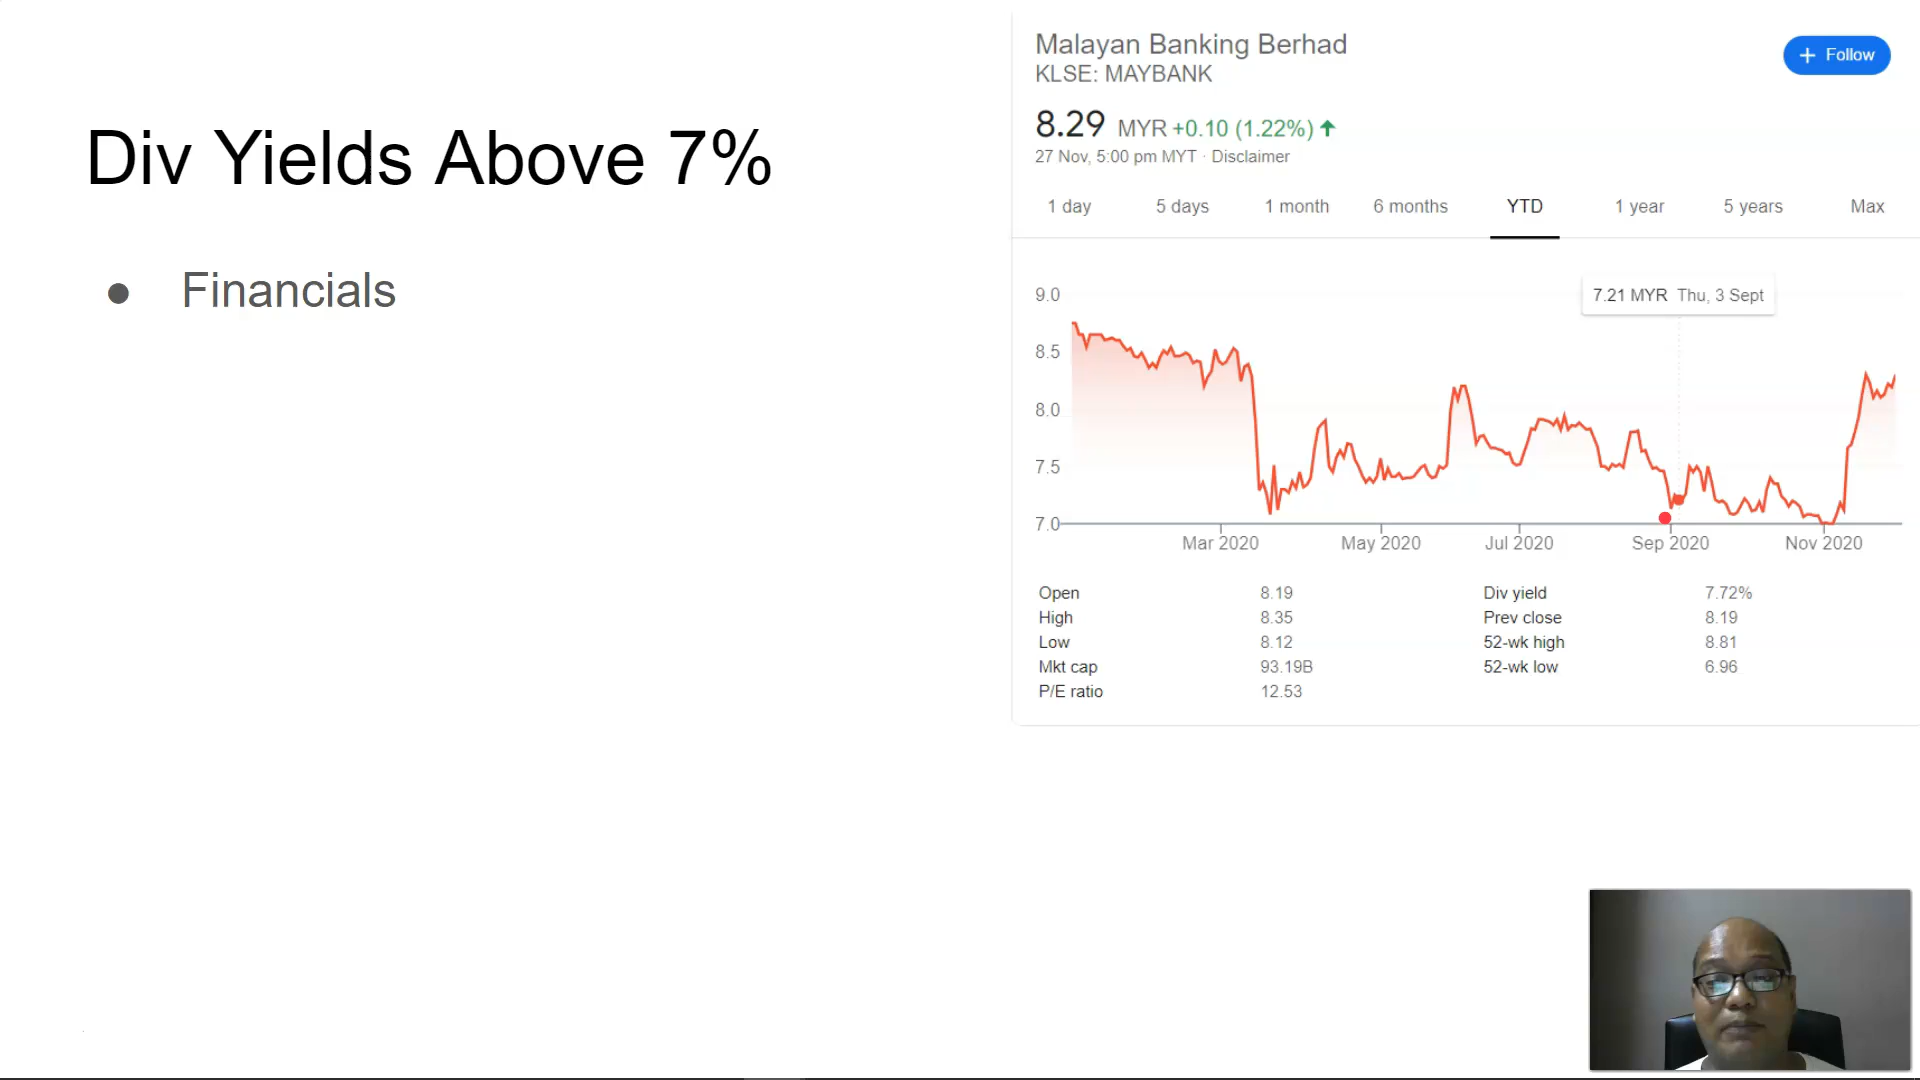 Div Yields Above 7%
● Financials
Malayan Banking Berhad
KLSE: MAYBANK
+ Follow
8.29 MYR +0.10 (1.22%)
27 Nov, 5:00 pm MYT · Disclaimer
1 day 5 days 1 month 6 months YTD 1 year 5 years Max
7.21 MYR Thu, 3 Sept
9.0
8.5
8.0
7.5
7.0
Mar 2020 May 2020 Jul 2020 Sep 2020 Nov 2020
Open 8.19 Div yield 7.72%
High 8.35 Prev close 8.19
Low 8.12 52-wk high 8.81
Mkt cap 93.19B 52-wk low 6.96
P/E ratio 12.53